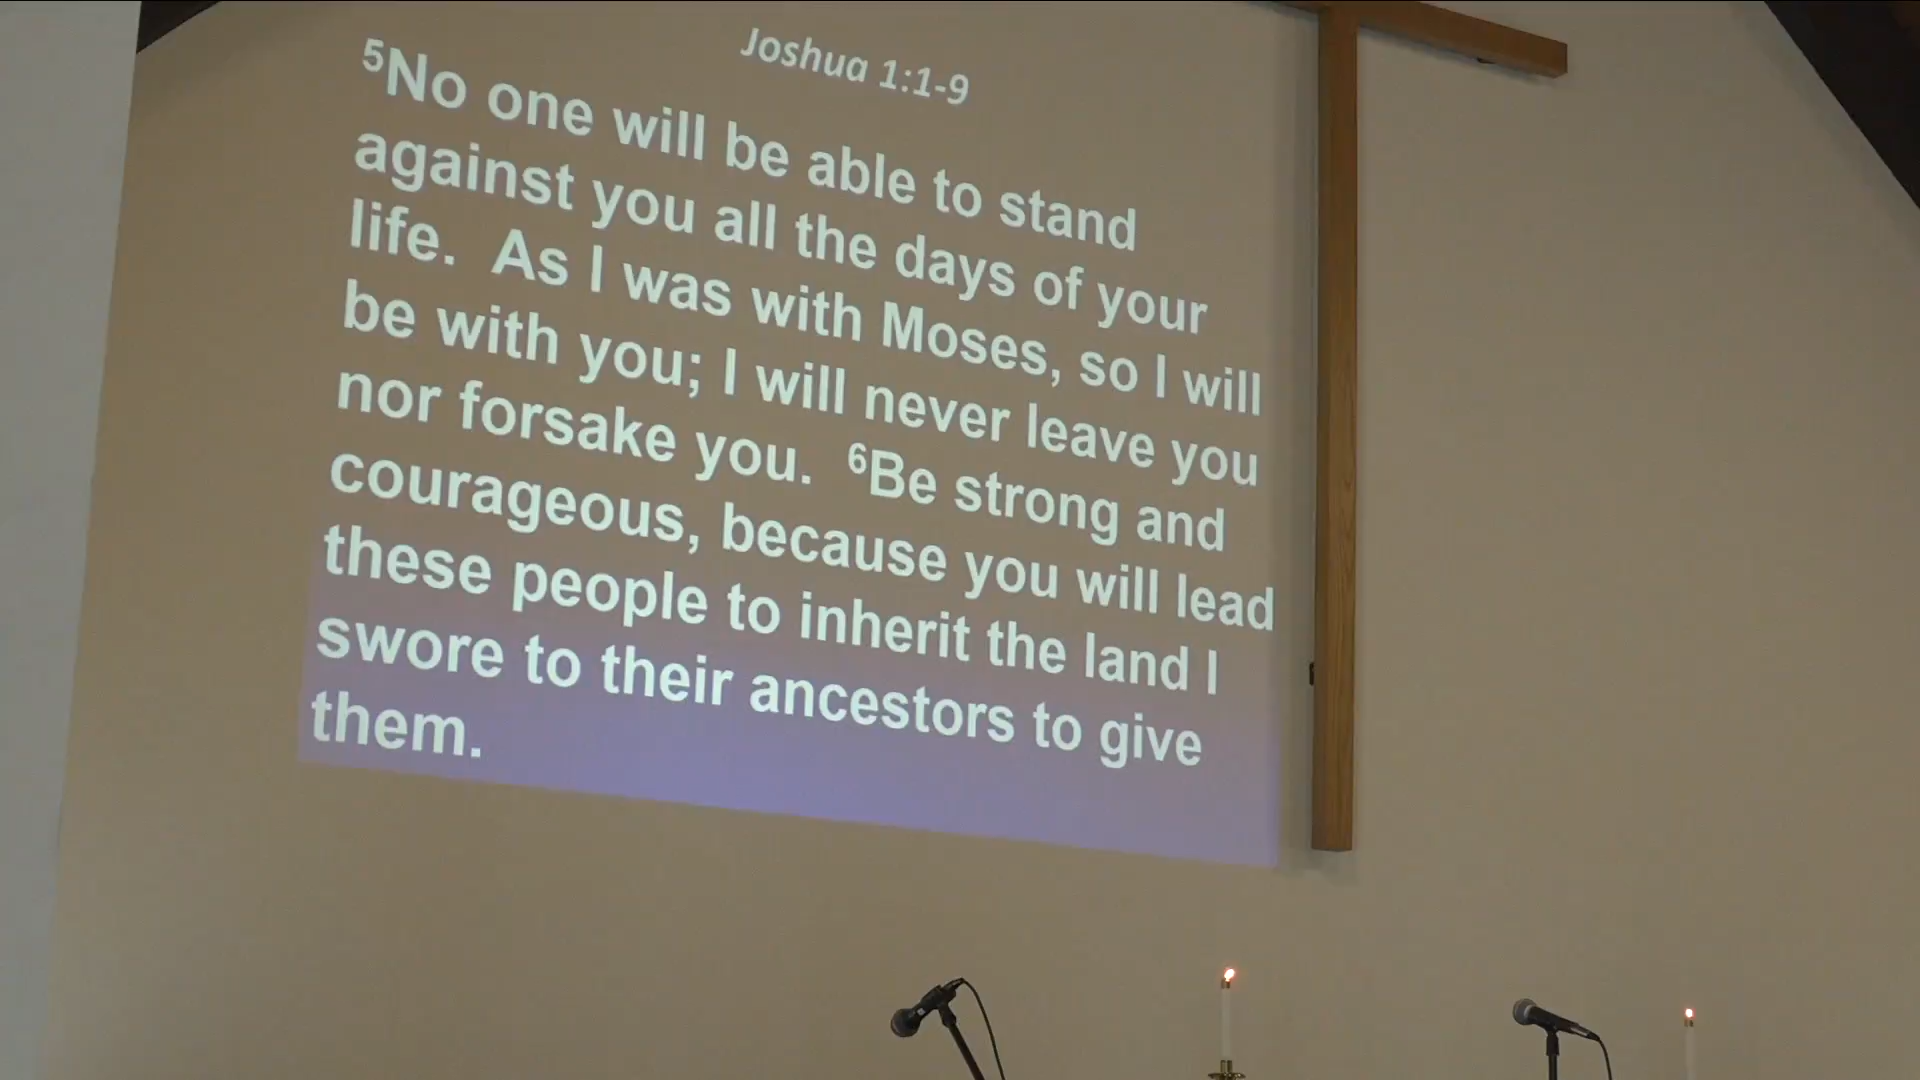 Joshua 1:1-9
⁵No one will be able to stand
against you all the days of your
life.  As I was with Moses, so I will
be with you; I will never leave you
nor forsake you.  ⁶Be strong and
courageous, because you will lead
these people to inherit the land I
swore to their ancestors to give
them.